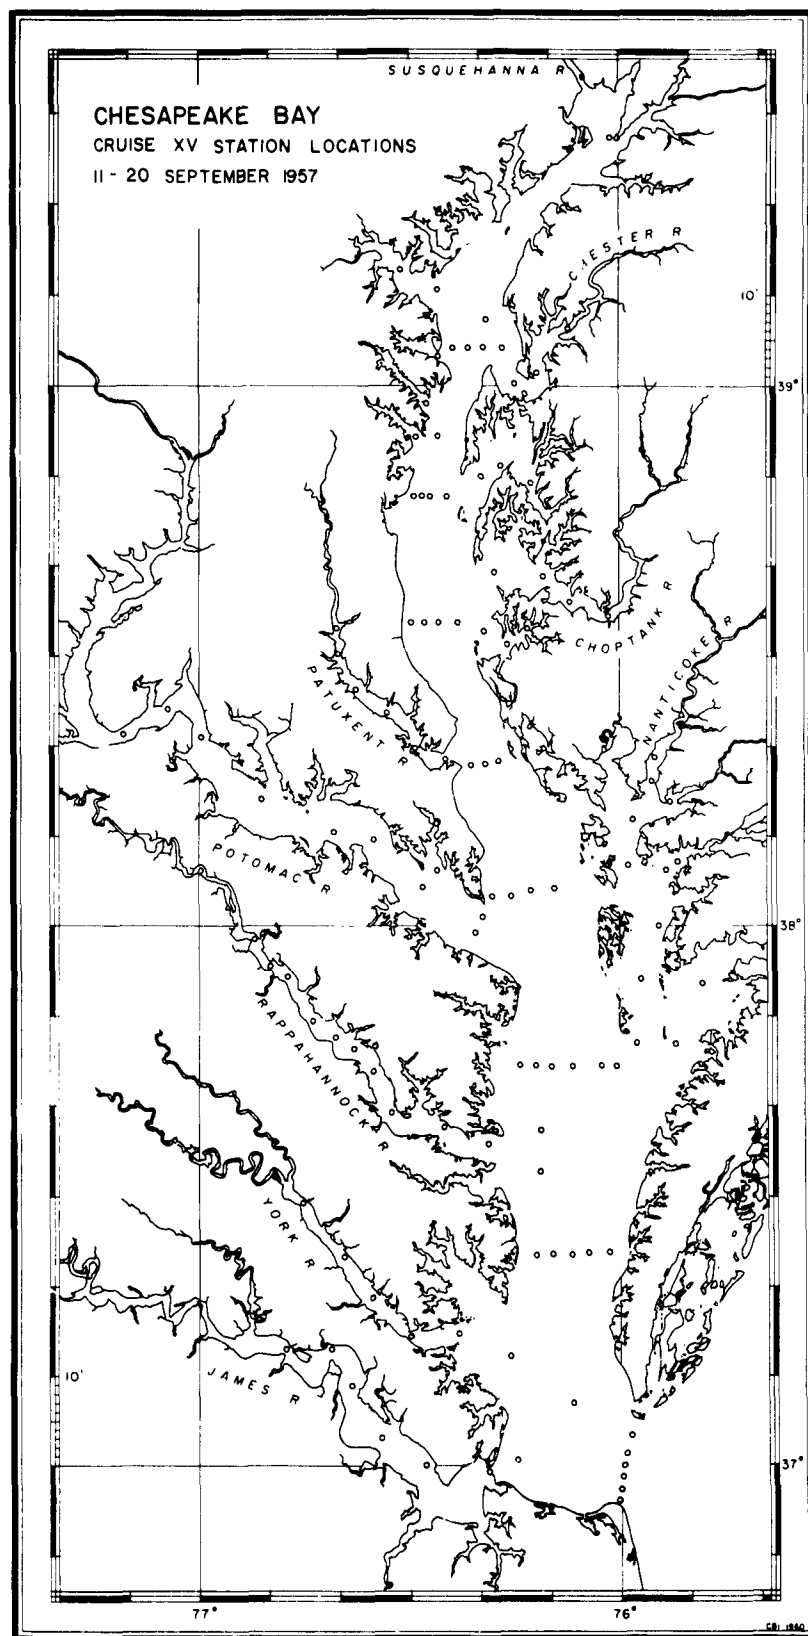 SUSQUEHANNA R
CHESAPEAKE BAY
CRUISE XV STATION LOCATIONS
11-20 SEPTEMBER 1957
CHESTER R
10'
39°
CHOPTANK R
NANTICOKE R
PATUXENT R
POTOMAC R
38°
RAPPAHANNOCK R
YORK R
JAMES R
10'
37°
77°
76°
CBI 1960